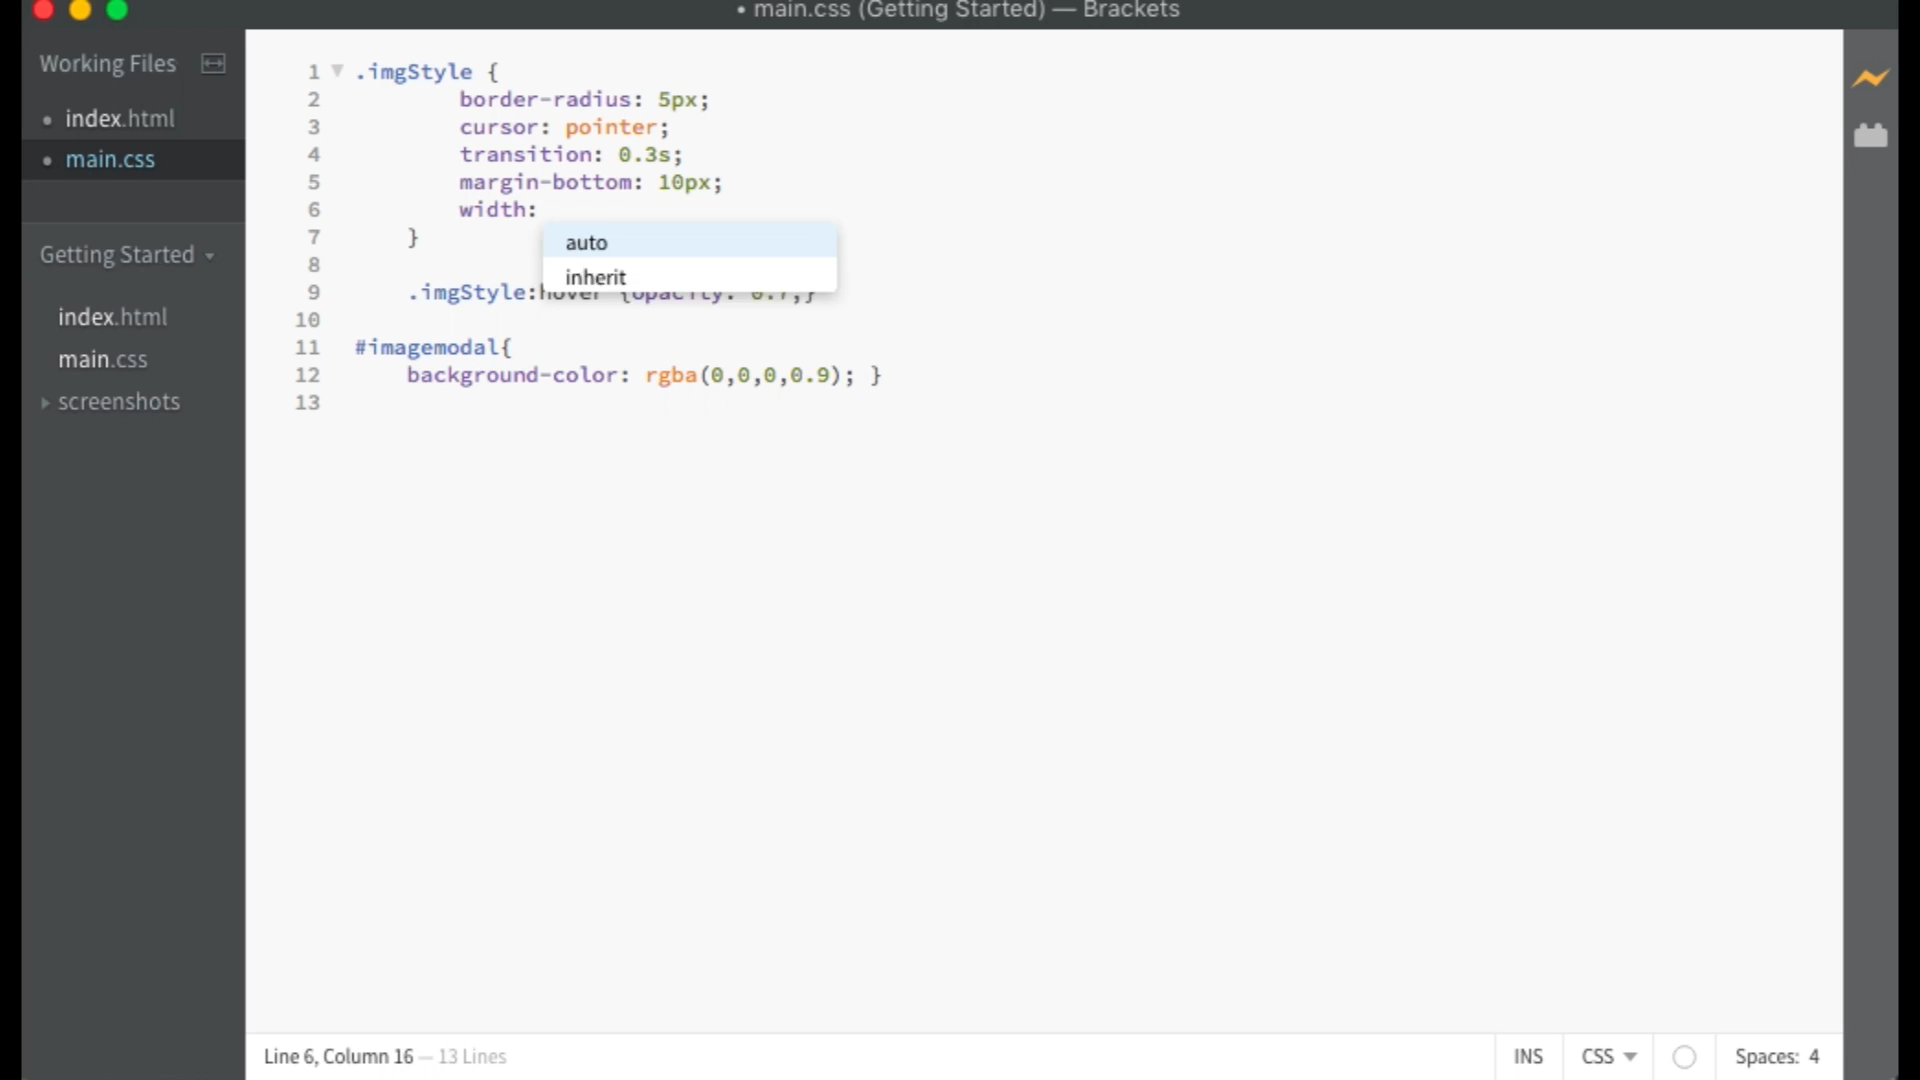 • main.css (Getting Started) — Brackets
Working Files
• index.html
• main.css
Getting Started
index.html
main.css
screenshots
1 .imgStyle {
2 border-radius: 5px;
3 cursor: pointer;
4 transition: 0.3s;
5 margin-bottom: 10px;
6 width:
auto
inherit
7 }
8
9 .imgStyle:hover {opacity: 0.7;}
10
11 #imagemodal{
12 background-color: rgba(0,0,0,0.9); }
13
Line 6, Column 16 — 13 Lines
INS
CSS
Spaces: 4